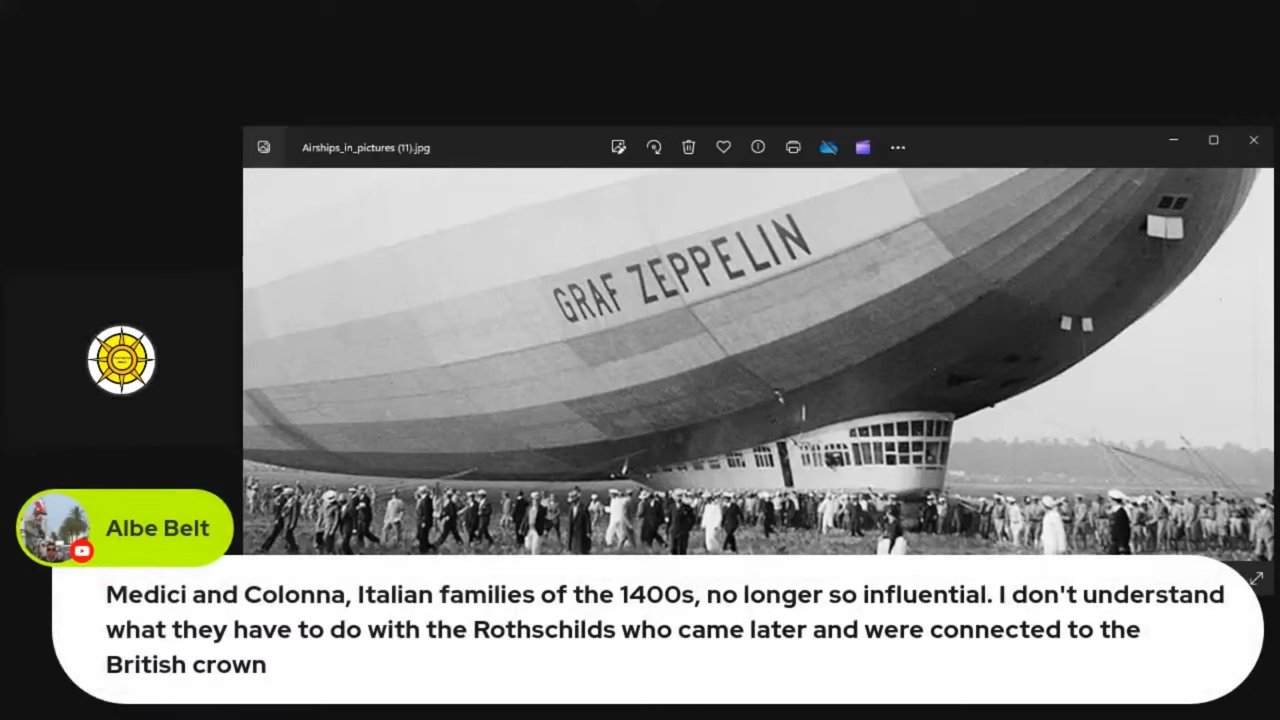 Airships_in_pictures (11).jpg
GRAF ZEPPELIN
Albe Belt
Medici and Colonna, Italian families of the 1400s, no longer so influential. I don't understand
what they have to do with the Rothschilds who came later and were connected to the
British crown